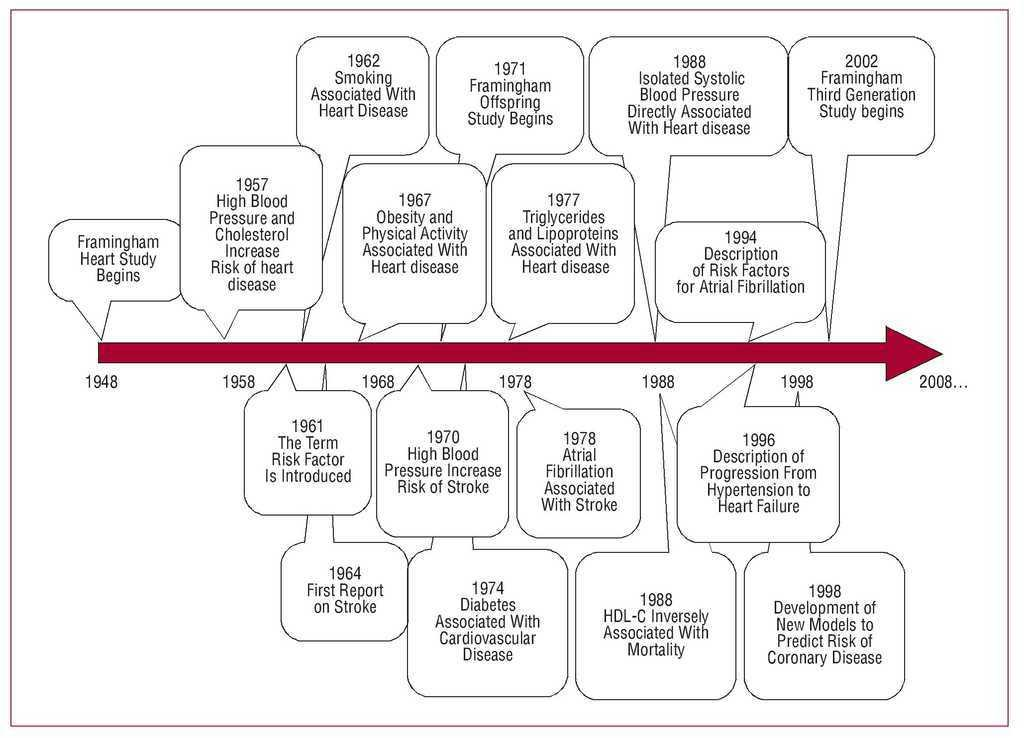 1962
Smoking
Associated With
Heart Disease
1971
Framingham
Offspring
Study Begins
1988
Isolated Systolic
Blood Pressure
Directly Associated
With Heart disease
2002
Framingham
Third Generation
Study begins
Framingham
Heart Study
Begins
1957
High Blood
Pressure and
Cholesterol
Increase
Risk of heart
disease
1967
Obesity and
Physical Activity
Associated With
Heart disease
1977
Triglycerides
and Lipoproteins
Associated With
Heart disease
1994
Description
of Risk Factors
for Atrial Fibrillation
1948
1958
1968
1978
1988
1998
2008...
1961
The Term
Risk Factor
Is Introduced
1970
High Blood
Pressure Increase
Risk of Stroke
1978
Atrial
Fibrillation
Associated
With Stroke
1996
Description of
Progression From
Hypertension to
Heart Failure
1964
First Report
on Stroke
1974
Diabetes
Associated With
Cardiovascular
Disease
1988
HDL-C Inversely
Associated With
Mortality
1998
Development of
New Models to
Predict Risk of
Coronary Disease